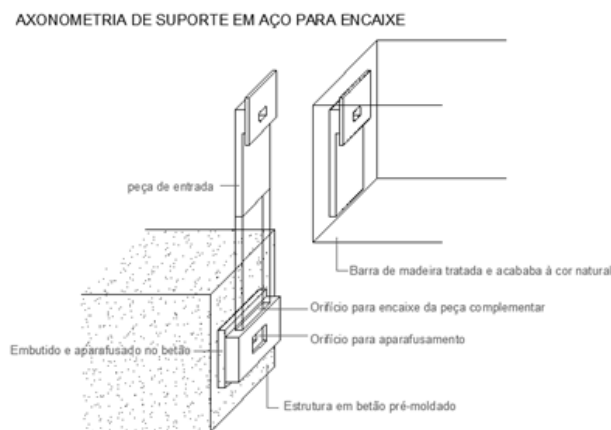 AXONOMETRIA DE SUPORTE EM AÇO PARA ENCAIXE
peça de entrada
Barra de madeira tratada e acababa à cor natural
Orifício para encaixe da peça complementar
Orifício para aparafusamento
Embutido e aparafusado no betão
Estrutura em betão pré-moldado